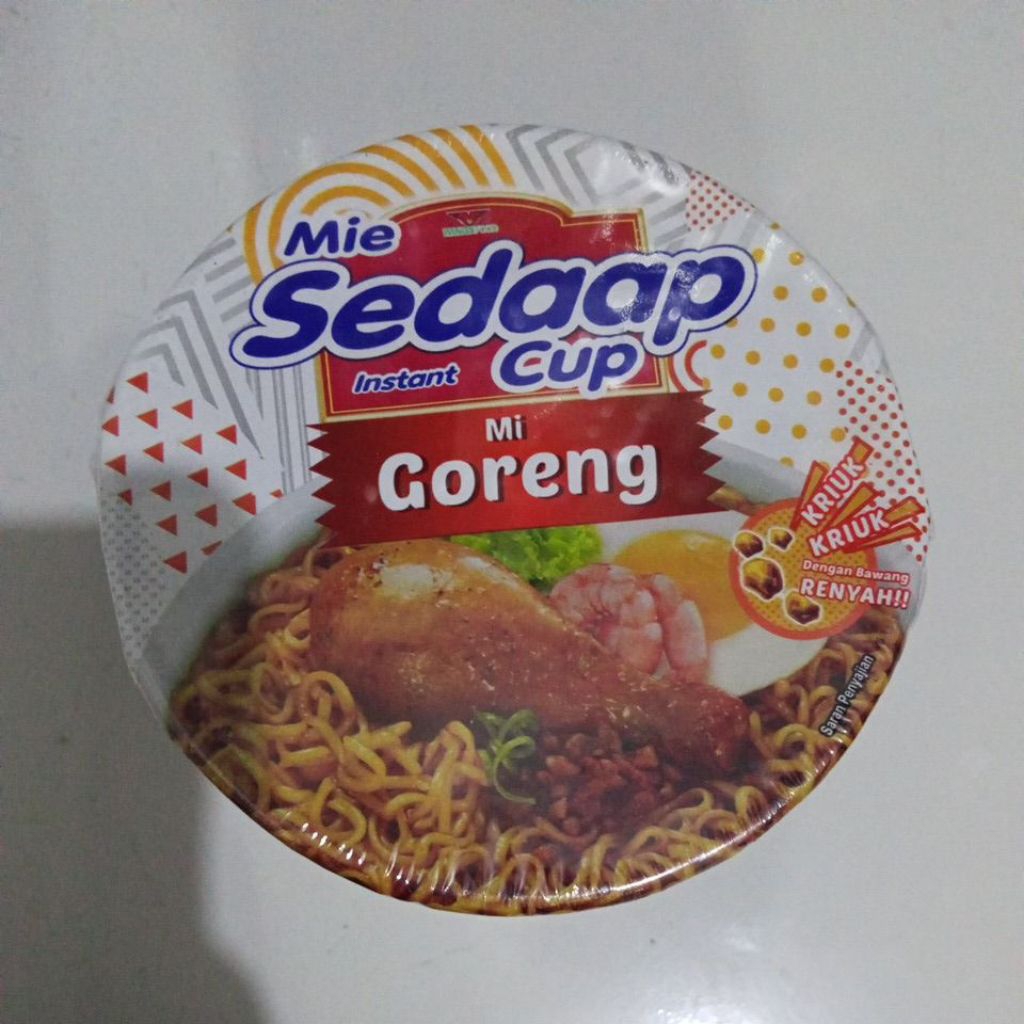 Mie
Sedaap
Instant Cup
Mi
Goreng
KRIUK
KRIUK
Dengan Bawang
RENYAH!!
Saran Penyajian